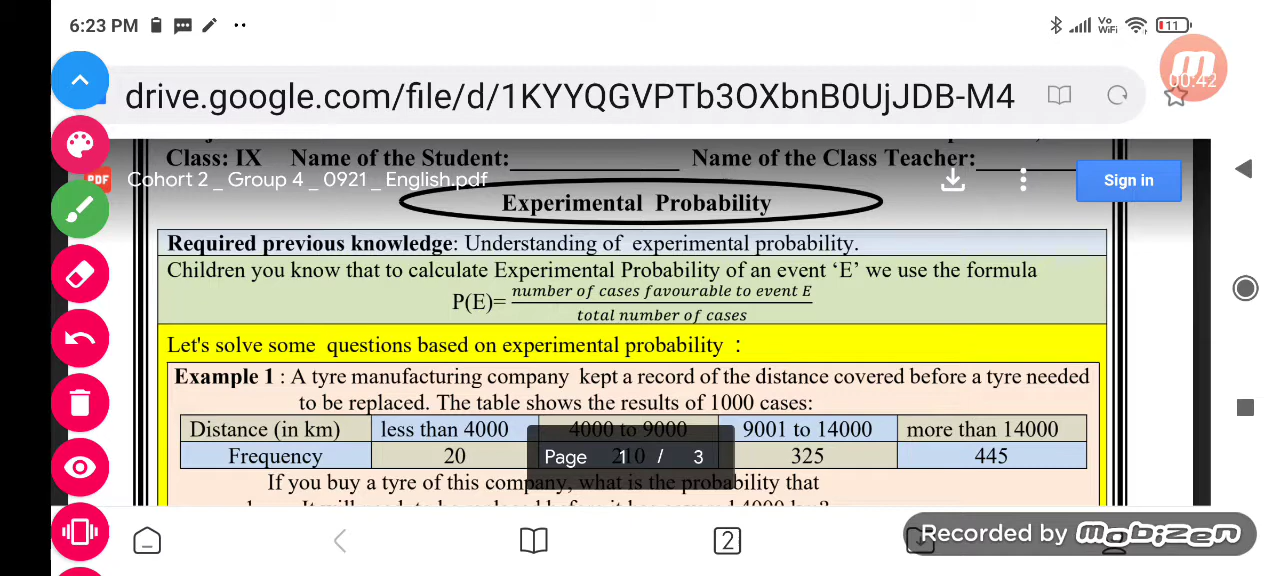 6:23 PM
Vo
WiFi
11
00:42
drive.google.com/file/d/1KYYQGVPTb3OXbnB0UjJDB-M4
Class: IX Name of the Student: Name of the Class Teacher:
PDF Cohort 2 _ Group 4 _ 0921 _ English.pdf
Sign in
Experimental Probability
Required previous knowledge: Understanding of experimental probability.
Children you know that to calculate Experimental Probability of an event ‘E’ we use the formula
P(E)= number of cases favourable to event E
total number of cases
Let's solve some questions based on experimental probability :
Example 1 : A tyre manufacturing company kept a record of the distance covered before a tyre needed
to be replaced. The table shows the results of 1000 cases:
Distance (in km) less than 4000 4000 to 9000 9001 to 14000 more than 14000
Frequency 20 210 325 445
Page 1 / 3
If you buy a tyre of this company, what is the probability that
2
Recorded by mobizen